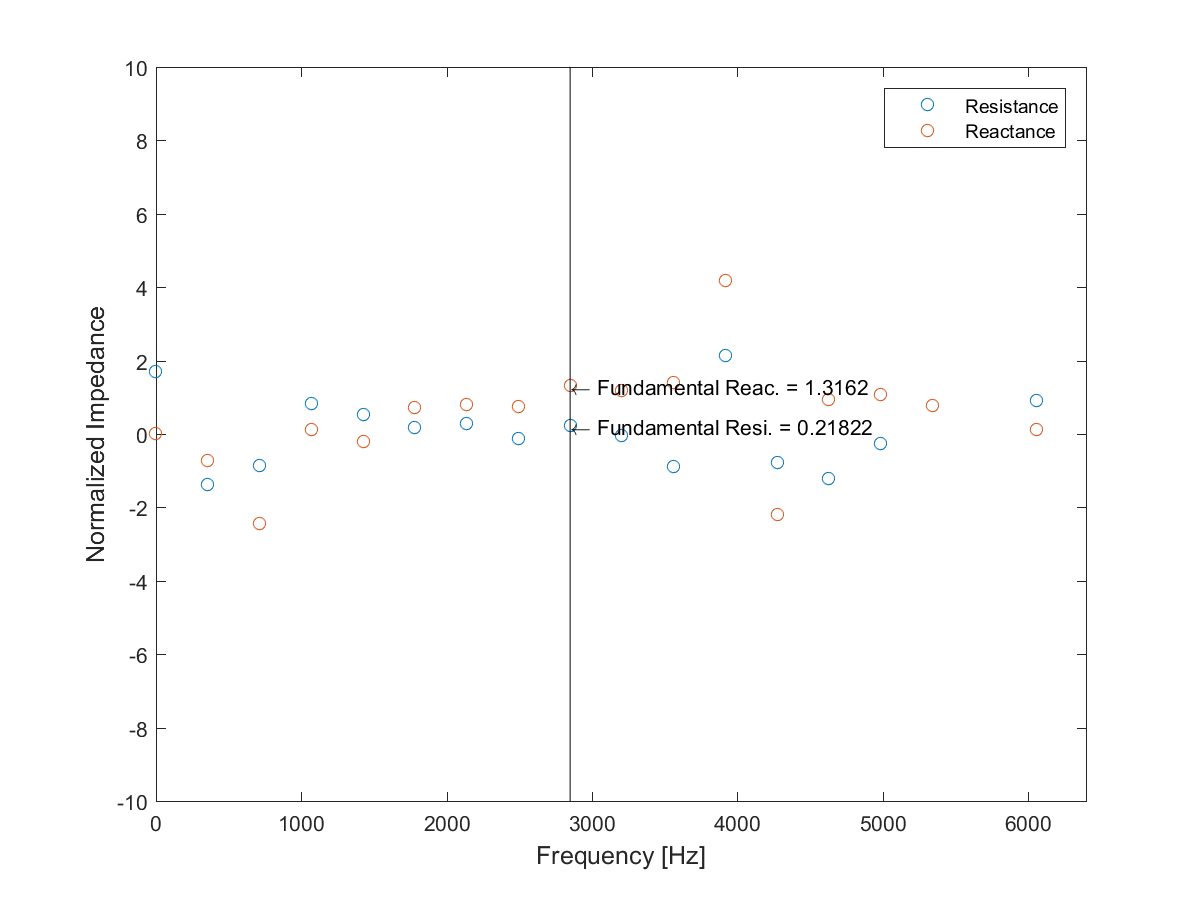 10
8
6
4
2
0
-2
-4
-6
-8
-10
Normalized Impedance
Resistance
Reactance
← Fundamental Reac. = 1.3162
← Fundamental Resi. = 0.21822
0 1000 2000 3000 4000 5000 6000
Frequency [Hz]